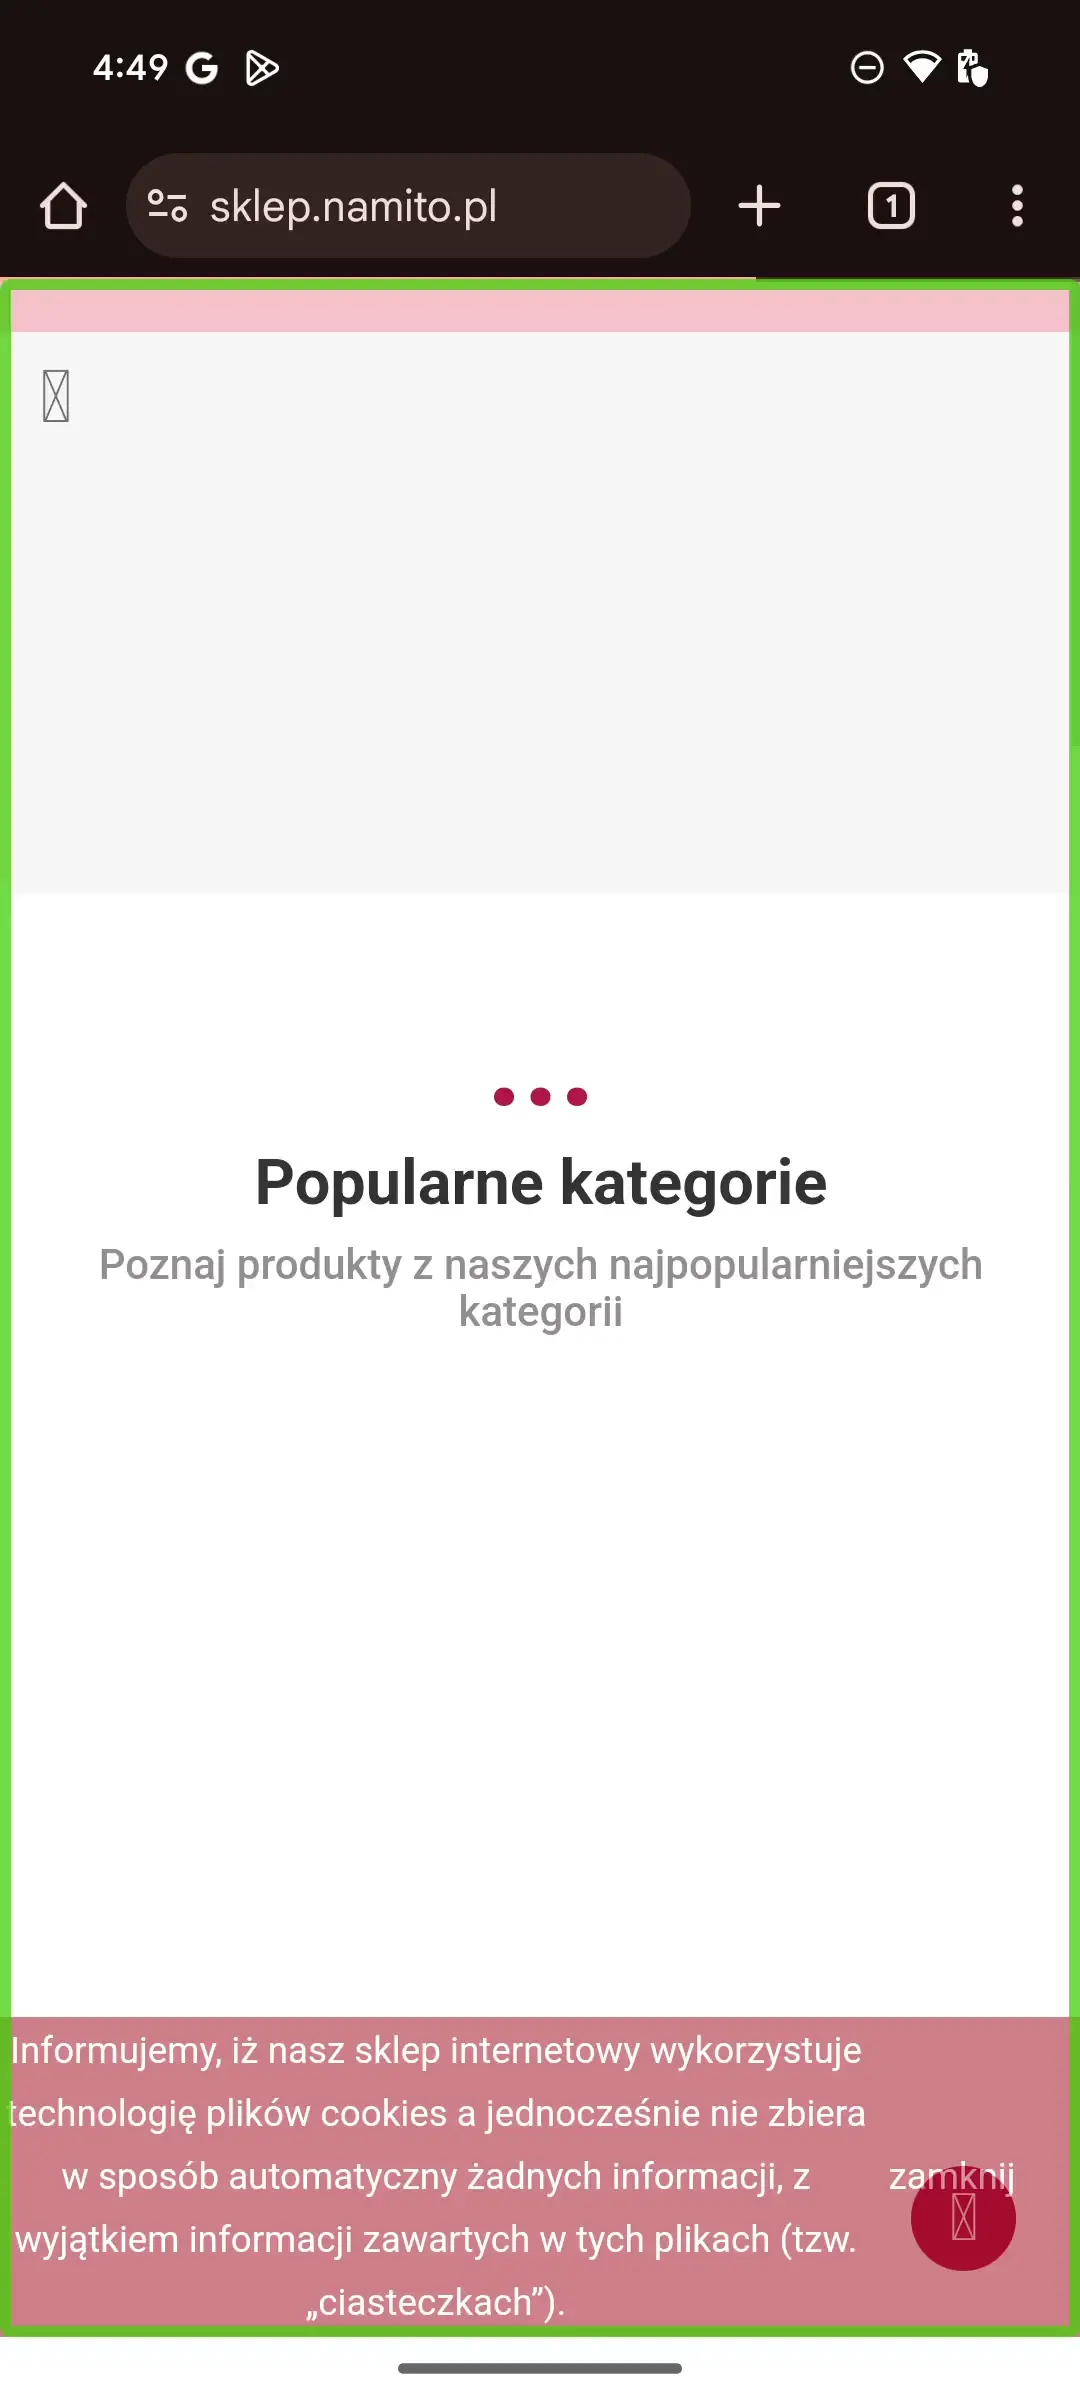 4:49
sklep.namito.pl
1
Popularne kategorie
Poznaj produkty z naszych najpopularniejszych
kategorii
Informujemy, iż nasz sklep internetowy wykorzystuje
technologię plików cookies a jednocześnie nie zbiera
w sposób automatyczny żadnych informacji, z
wyjątkiem informacji zawartych w tych plikach (tzw.
„ciasteczkach”).
zamknij